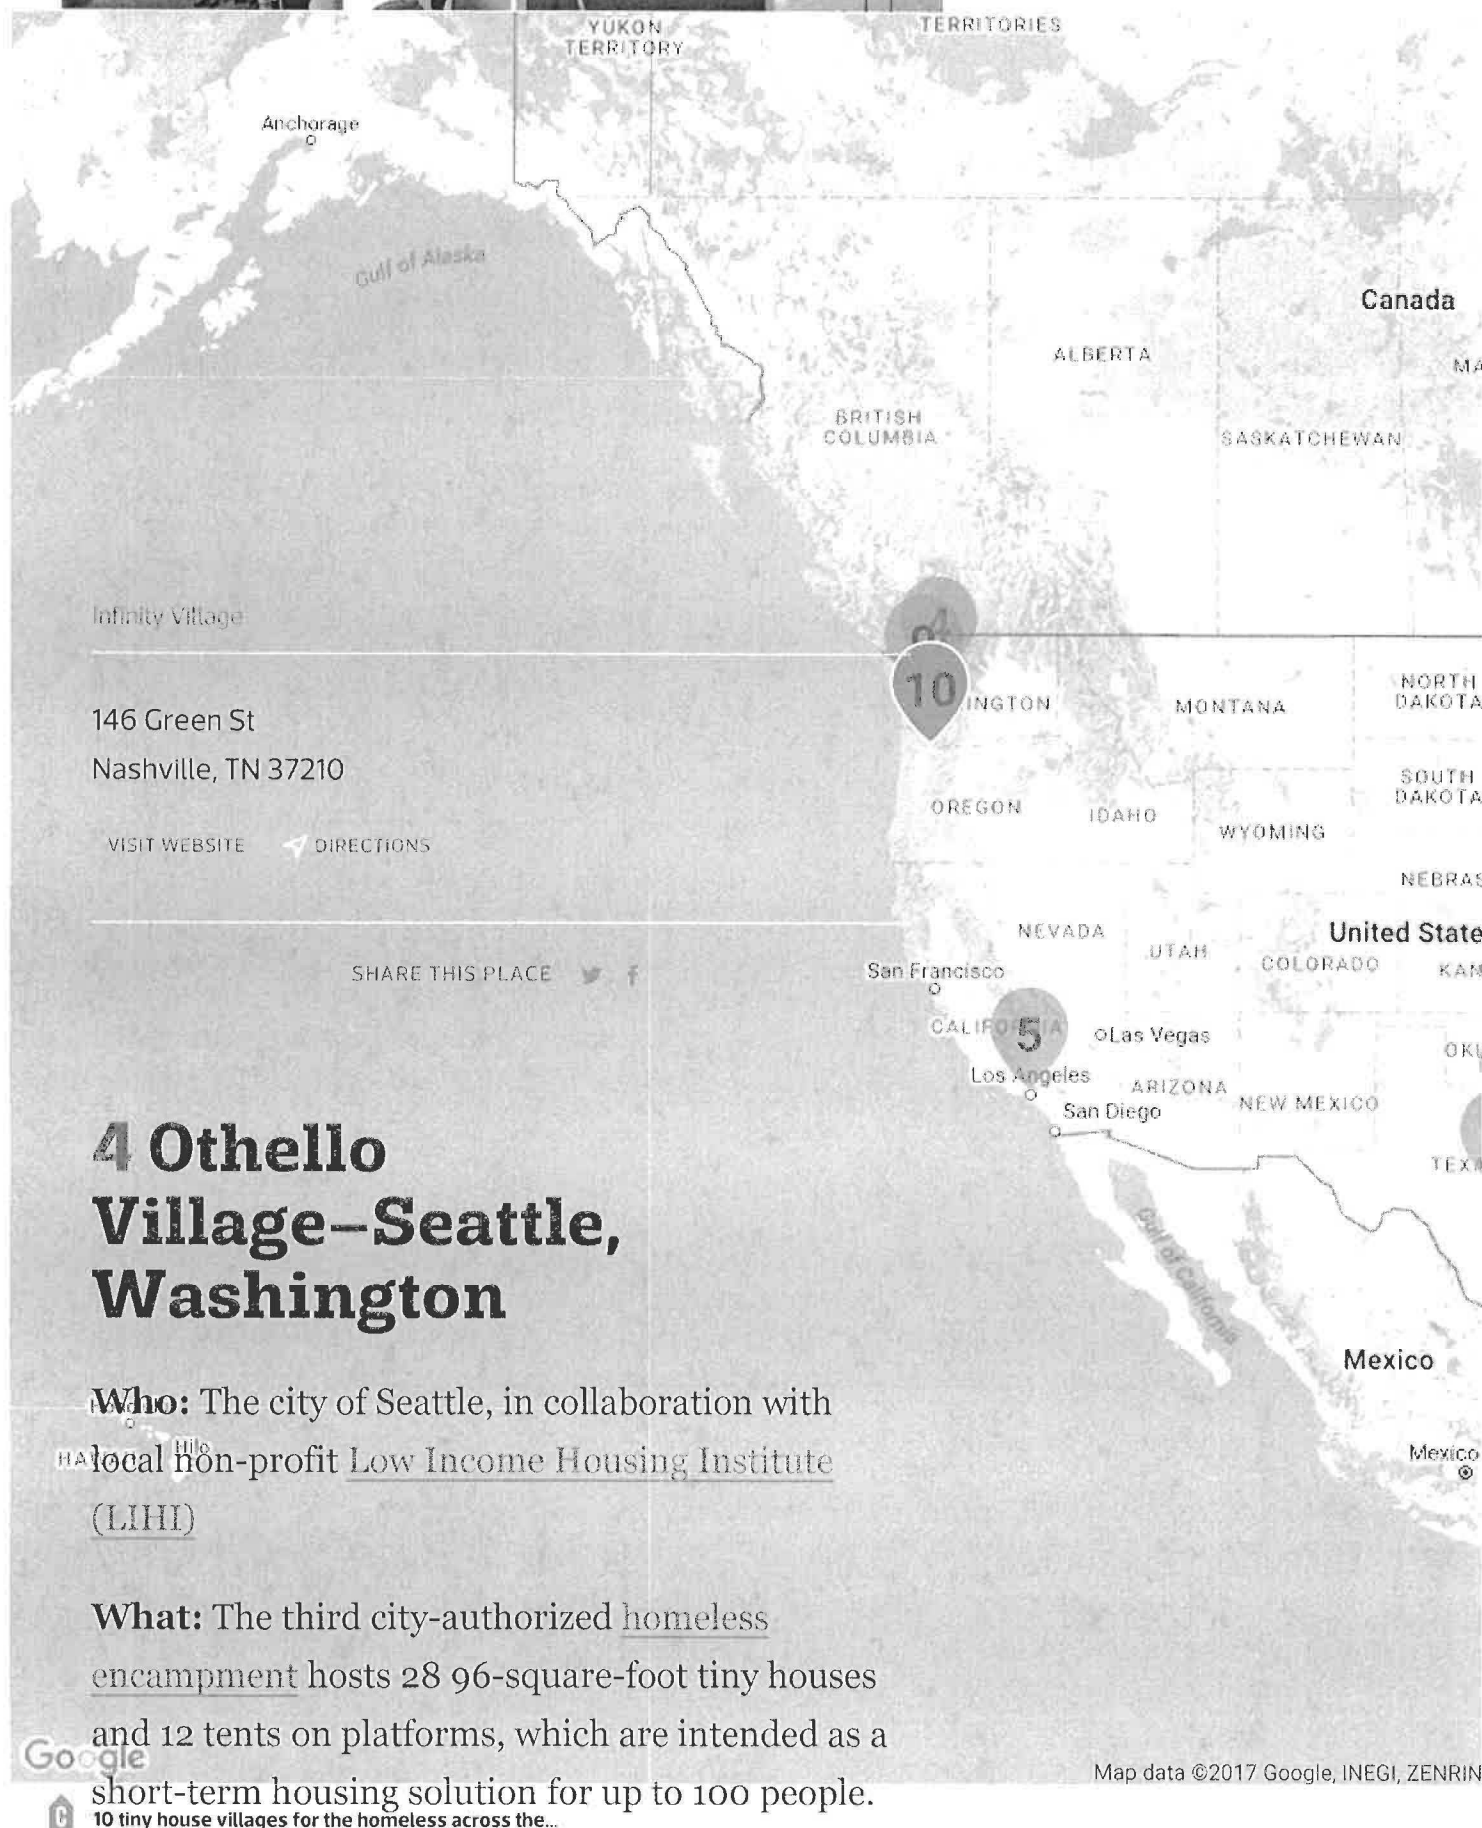 YUKON
TERRITORY
TERRITORIES
Anchorage
Gulf of Alaska
Canada
ALBERTA
MA
BRITISH
COLUMBIA
SASKATCHEWAN
Infinity Village
4
10
INGTON
MONTANA
NORTH
DAKOTA
146 Green St
Nashville, TN 37210
SOUTH
DAKOTA
OREGON
IDAHO
WYOMING
VISIT WEBSITE
DIRECTIONS
NEBRAS
NEVADA
UTAH
United State
COLORADO
KAN
SHARE THIS PLACE
San Francisco
CALIFORNIA
5
Las Vegas
OKL
Los Angeles
ARIZONA
NEW MEXICO
San Diego
TEXA
4 Othello
Village–Seattle,
Washington
Gulf of California
Mexico
Who: The city of Seattle, in collaboration with
Hilo
local non-profit Low Income Housing Institute
(LIHI)
Mexico
What: The third city-authorized homeless
encampment hosts 28 96-square-foot tiny houses
and 12 tents on platforms, which are intended as a
short-term housing solution for up to 100 people.
Google
Map data ©2017 Google, INEGI, ZENRIN
10 tiny house villages for the homeless across the...